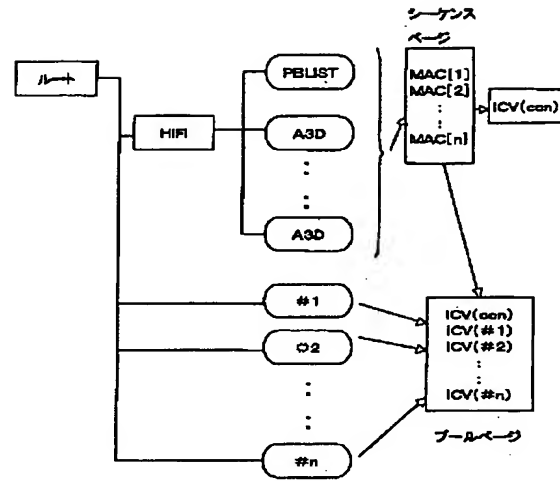 シーケンス
ページ
ルート
HIFI
PBLIST
A3D
A3D
MAC[1]
MAC[2]
MAC[n]
ICV(con)
#1
#2
#n
ICV(con)
ICV(#1)
ICV(#2)
ICV(#n)
プールページ